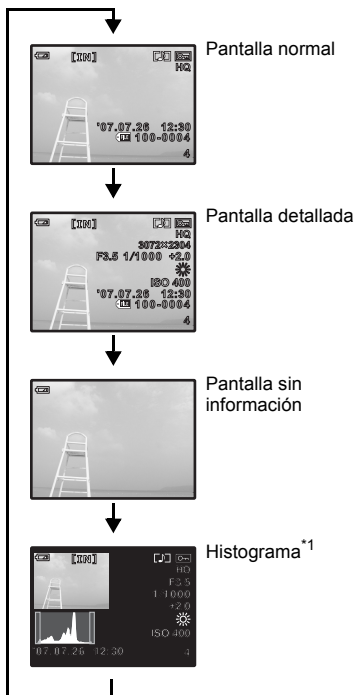 [IN]
HQ
'07.07.26 12:30
100-0004
4
Pantalla normal
[IN]
HQ
3072×2304
F3.5 1/1000 +2.0
ISO 400
'07.07.26 12:30
100-0004
4
Pantalla detallada
Pantalla sin
información
[IN]
HQ
F3.5
1/1000
+2.0
ISO 400
'07.07.26 12:30
4
Histograma*1